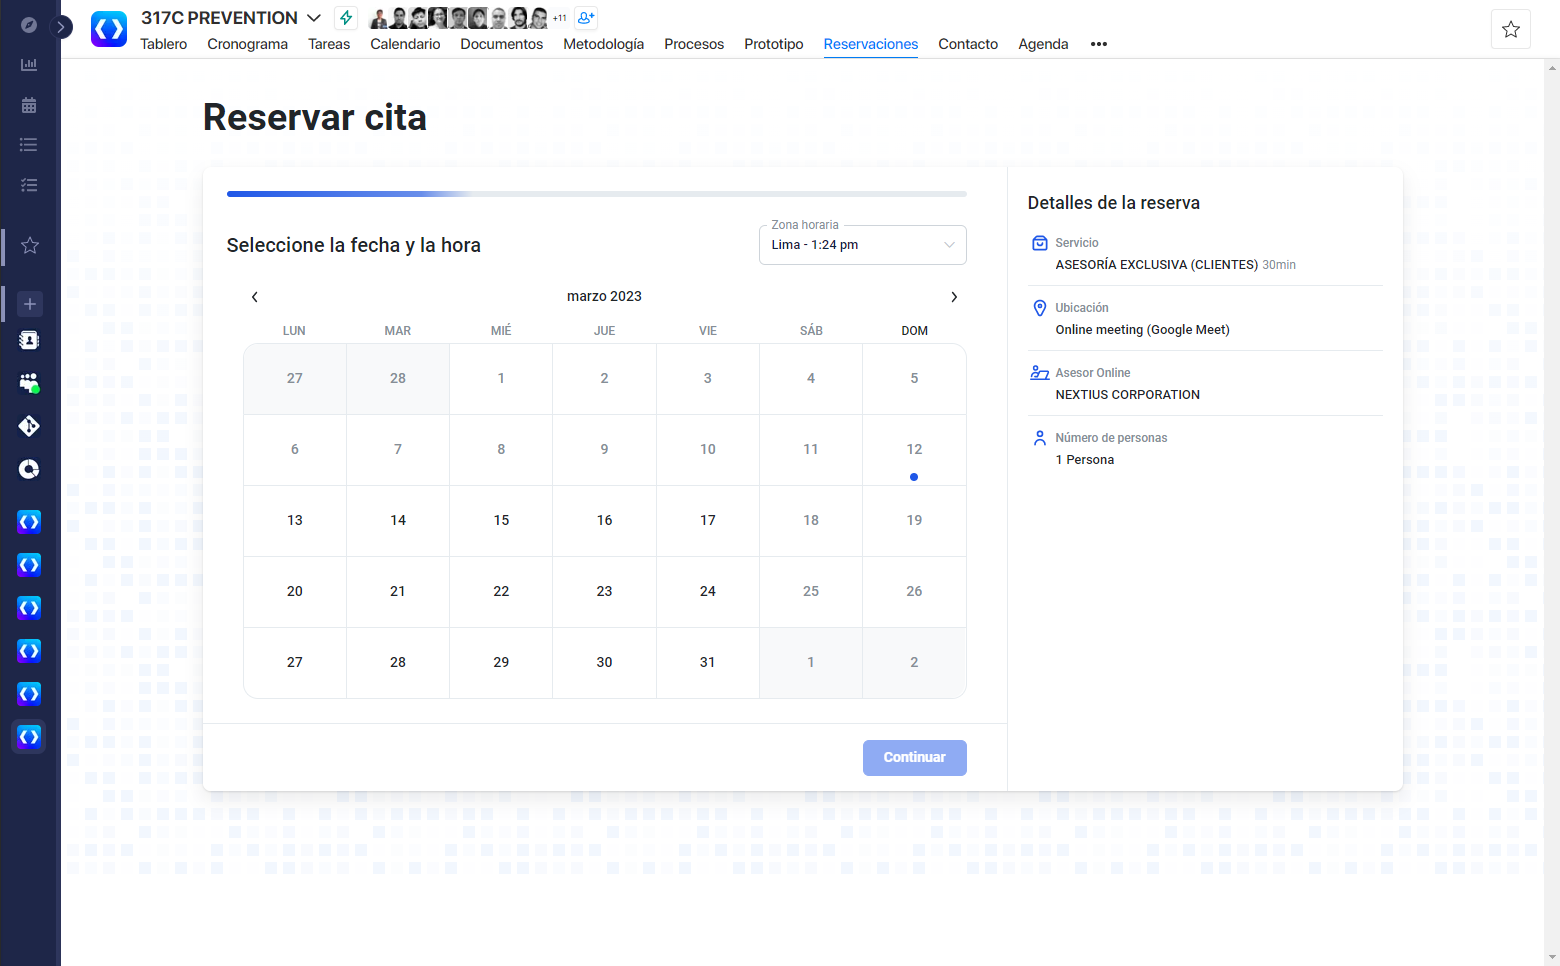 317C PREVENTION
+11
Tablero Cronograma Tareas Calendario Documentos Metodología Procesos Prototipo Reservaciones Contacto Agenda •••
Reservar cita
Seleccione la fecha y la hora
Zona horaria
Lima - 1:24 pm
marzo 2023
LUN MAR MIÉ JUE VIE SÁB DOM
27 28 1 2 3 4 5
6 7 8 9 10 11 12
13 14 15 16 17 18 19
20 21 22 23 24 25 26
27 28 29 30 31 1 2
Continuar
Detalles de la reserva
Servicio
ASESORÍA EXCLUSIVA (CLIENTES) 30min
Ubicación
Online meeting (Google Meet)
Asesor Online
NEXTIUS CORPORATION
Número de personas
1 Persona